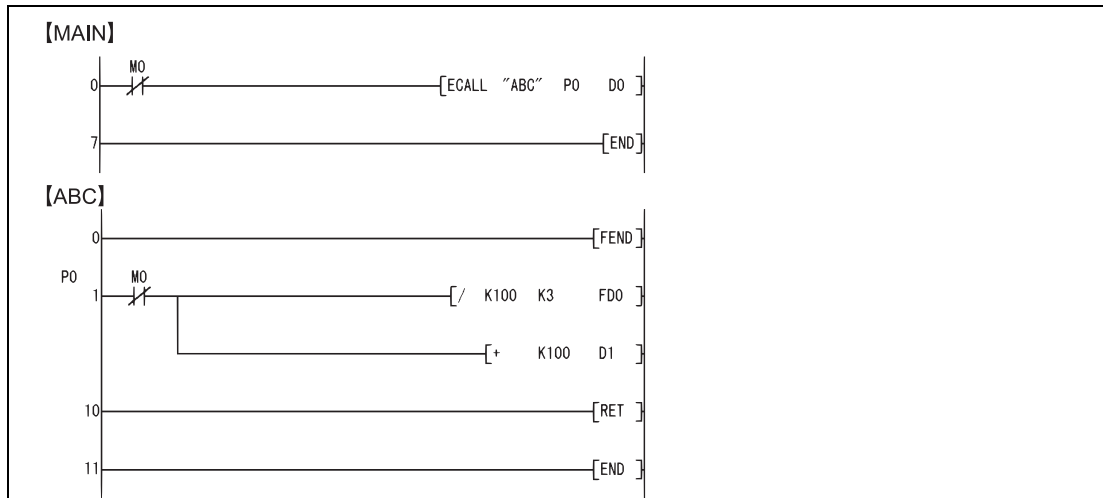 【MAIN】
M0
0 [ECALL ″ABC″ P0 D0 ]
7 [END]
【ABC】
0 [FEND]
P0 M0
1 [/ K100 K3 FD0 ]
[+ K100 D1 ]
10 [RET ]
11 [END ]